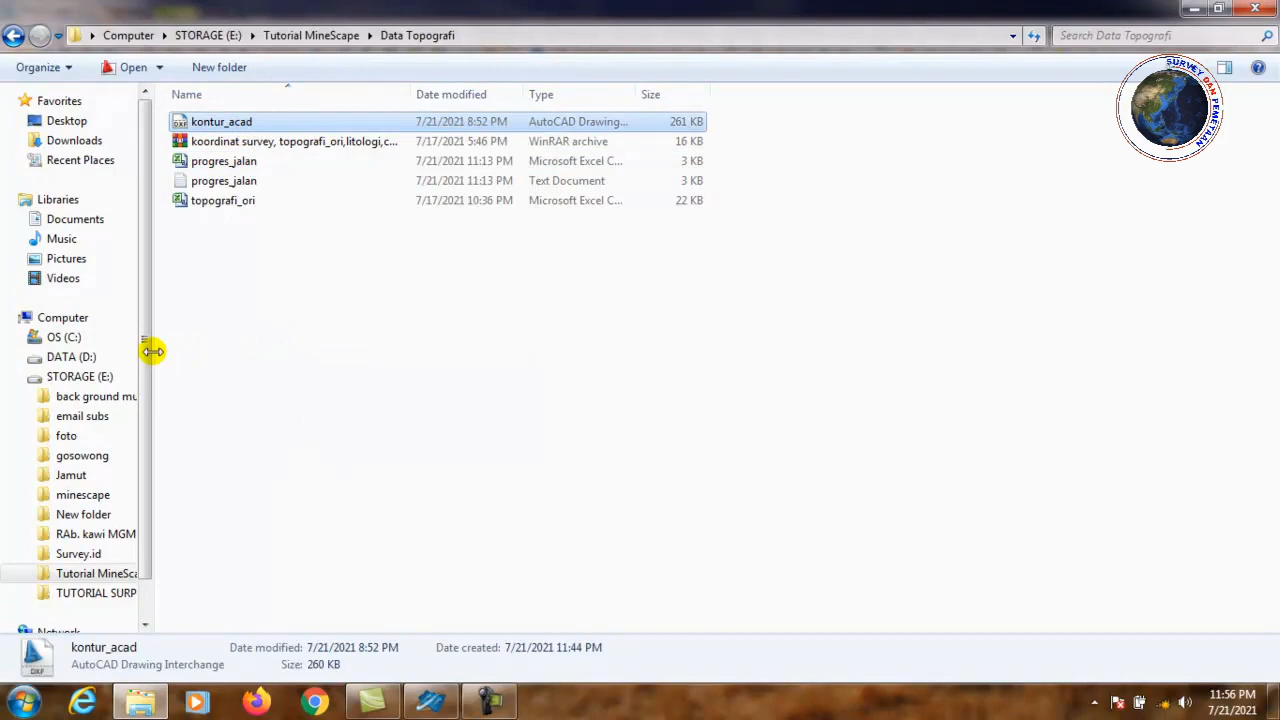 Computer STORAGE (E:) Tutorial MineScape Data Topografi
Search Data Topografi
Organize Open New folder
SURVEY DAN PEMETAAN
Name Date modified Type Size
kontur_acad 7/21/2021 8:52 PM AutoCAD Drawing... 261 KB
koordinat survey, topografi_ori,litologi,c... 7/17/2021 5:46 PM WinRAR archive 16 KB
progres_jalan 7/21/2021 11:13 PM Microsoft Excel C... 3 KB
progres_jalan 7/21/2021 11:13 PM Text Document 3 KB
topografi_ori 7/17/2021 10:36 PM Microsoft Excel C... 22 KB
Favorites
Desktop
Downloads
Recent Places
Libraries
Documents
Music
Pictures
Videos
Computer
OS (C:)
DATA (D:)
STORAGE (E:)
back ground mu
email subs
foto
gosowong
Jamut
minescape
New folder
RAb. kawi MGM
Survey.id
Tutorial MineSca
TUTORIAL SURP
Network
kontur_acad Date modified: 7/21/2021 8:52 PM Date created: 7/21/2021 11:44 PM
AutoCAD Drawing Interchange Size: 260 KB
DXF
11:56 PM
7/21/2021